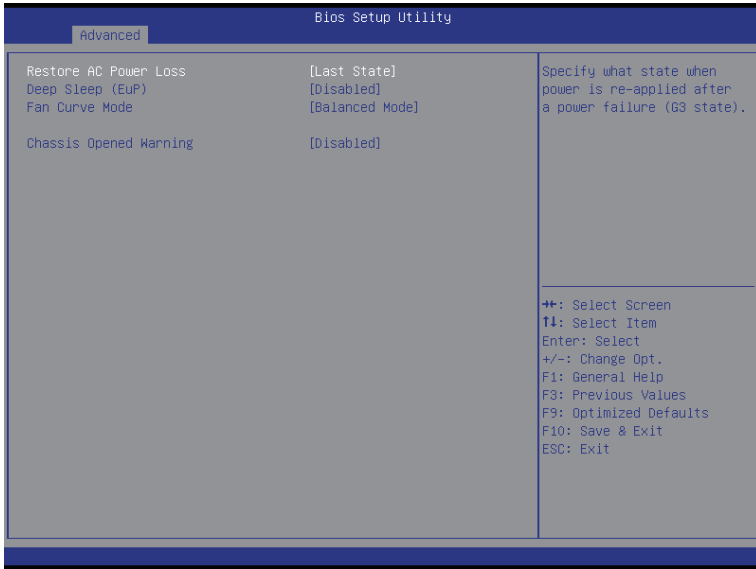 Bios Setup Utility
Advanced
Restore AC Power Loss [Last State]
Deep Sleep (EuP) [Disabled]
Fan Curve Mode [Balanced Mode]
Chassis Opened Warning [Disabled]
Specify what state when
power is re-applied after
a power failure (G3 state).
→←: Select Screen
↑↓: Select Item
Enter: Select
+/-: Change Opt.
F1: General Help
F3: Previous Values
F9: Optimized Defaults
F10: Save & Exit
ESC: Exit